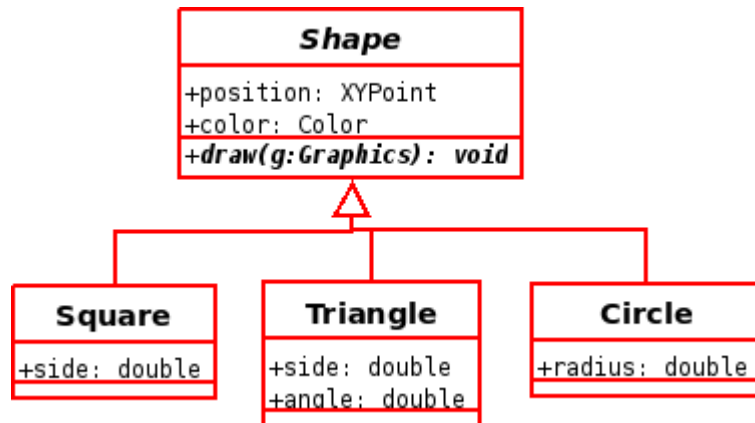 Shape
+position: XYPoint
+color: Color
+draw(g:Graphics): void
Square
+side: double
Triangle
+side: double
+angle: double
Circle
+radius: double